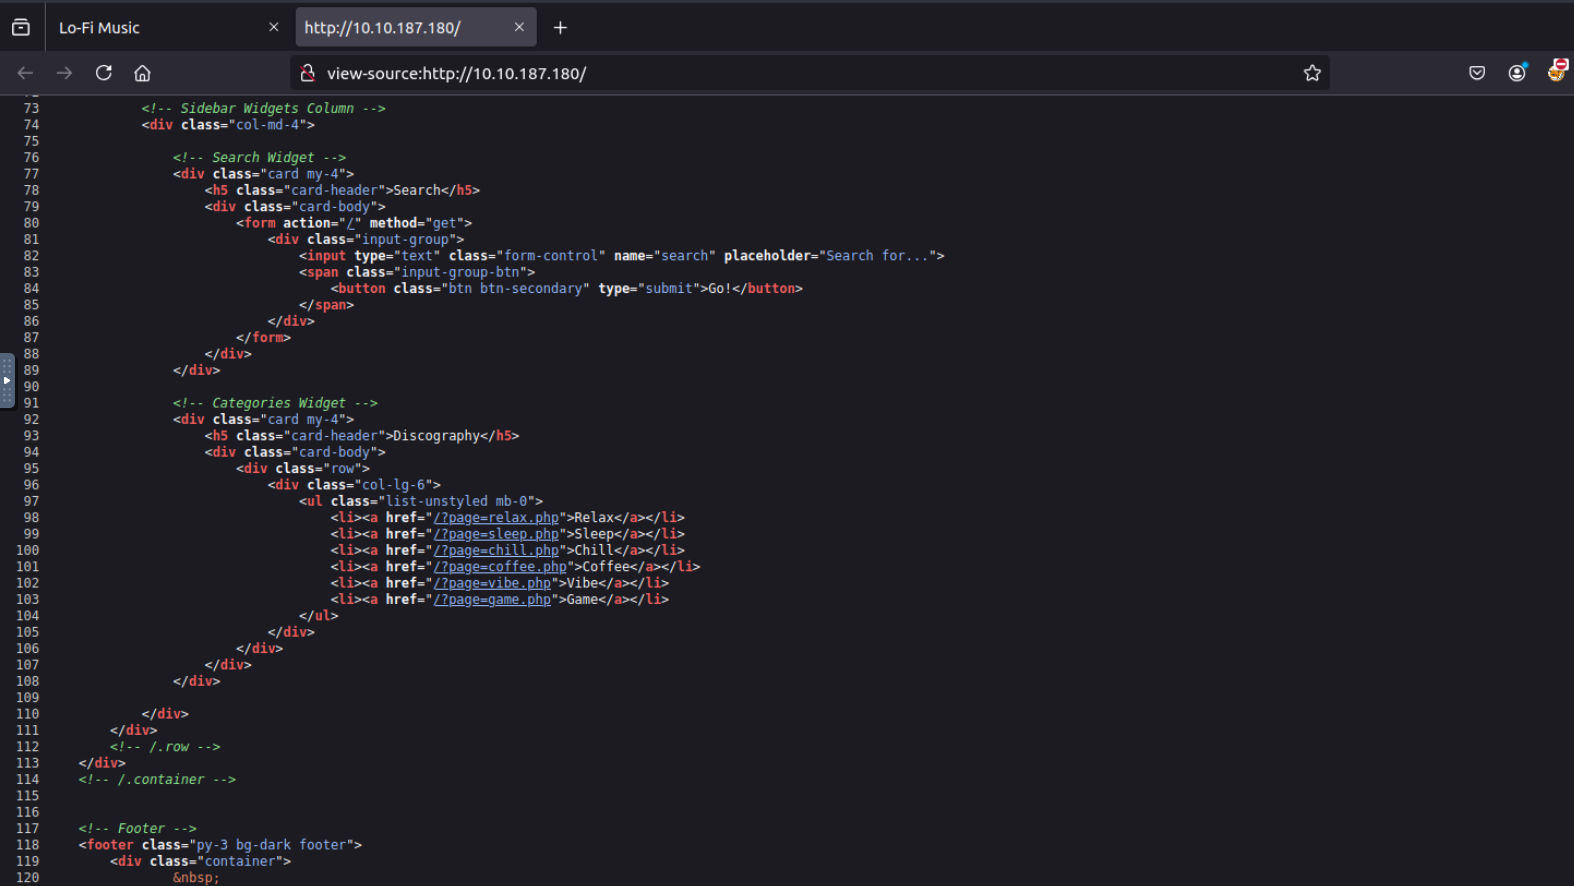 Lo-Fi Music
http://10.10.187.180/
view-source:http://10.10.187.180/
73 <!-- Sidebar Widgets Column -->
74 <div class="col-md-4">
75
76 <!-- Search Widget -->
77 <div class="card my-4">
78 <h5 class="card-header">Search</h5>
79 <div class="card-body">
80 <form action="/" method="get">
81 <div class="input-group">
82 <input type="text" class="form-control" name="search" placeholder="Search for...">
83 <span class="input-group-btn">
84 <button class="btn btn-secondary" type="submit">Go!</button>
85 </span>
86 </div>
87 </form>
88 </div>
89 </div>
90
91 <!-- Categories Widget -->
92 <div class="card my-4">
93 <h5 class="card-header">Discography</h5>
94 <div class="card-body">
95 <div class="row">
96 <div class="col-lg-6">
97 <ul class="list-unstyled mb-0">
98 <li><a href="/?page=relax.php">Relax</a></li>
99 <li><a href="/?page=sleep.php">Sleep</a></li>
100 <li><a href="/?page=chill.php">Chill</a></li>
101 <li><a href="/?page=coffee.php">Coffee</a></li>
102 <li><a href="/?page=vibe.php">Vibe</a></li>
103 <li><a href="/?page=game.php">Game</a></li>
104 </ul>
105 </div>
106 </div>
107 </div>
108 </div>
109
110 </div>
111 </div>
112 <!-- /.row -->
113 </div>
114 <!-- /.container -->
115
116
117 <!-- Footer -->
118 <footer class="py-3 bg-dark footer">
119 <div class="container">
120 &nbsp;